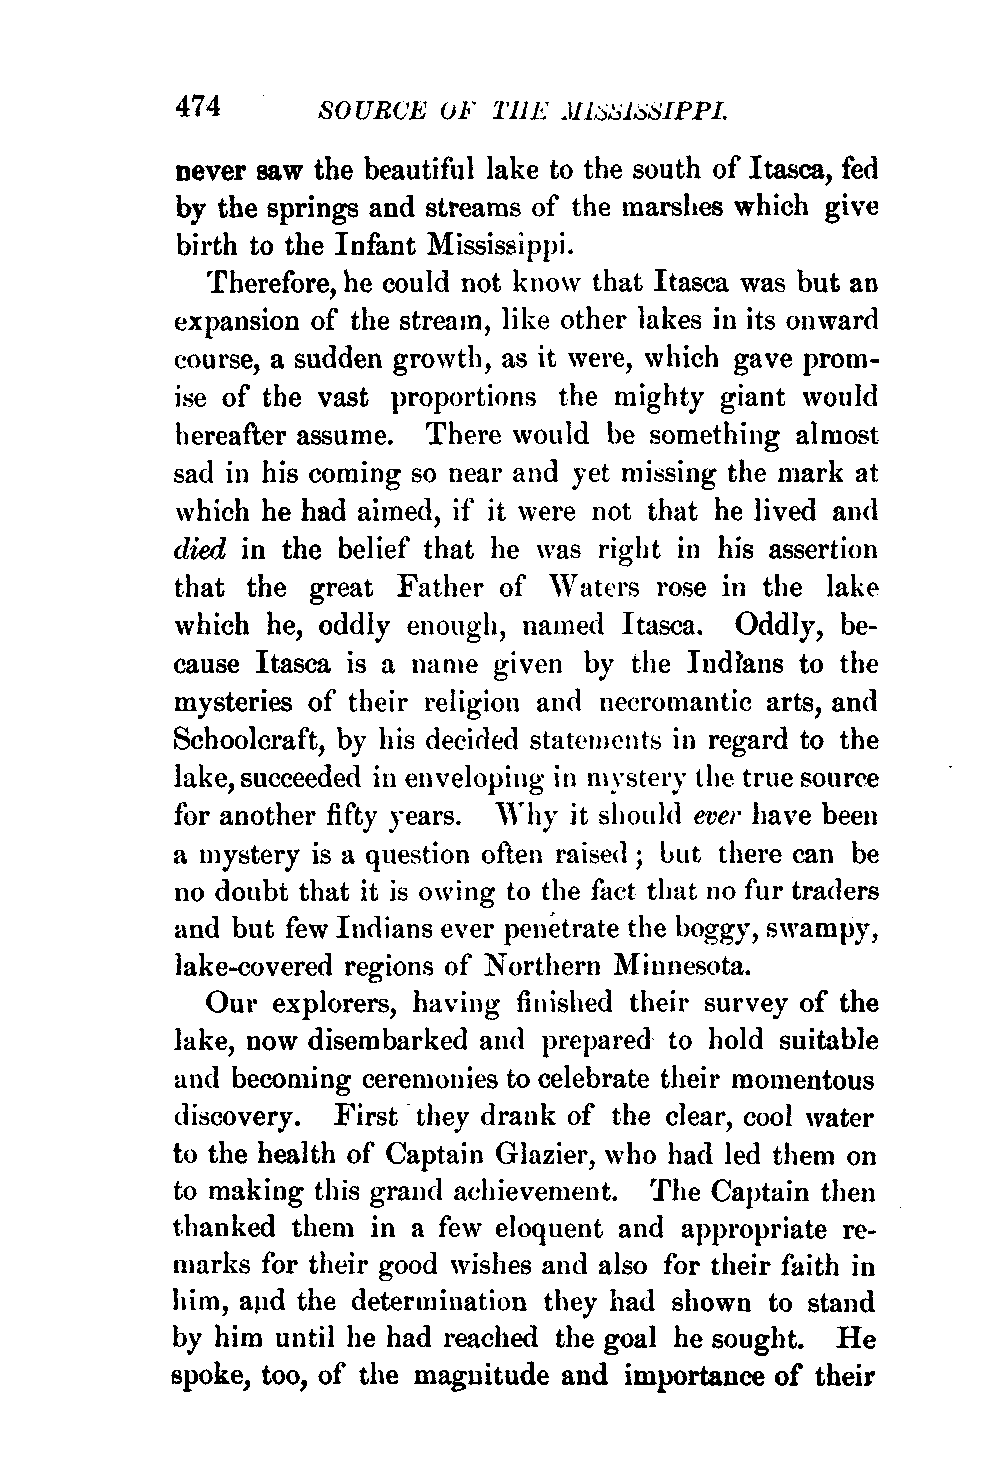 474 SOURCE OF THE MISSISSIPPI.
never saw the beautiful lake to the south of Itasca, fed
by the springs and streams of the marshes which give
birth to the Infant Mississippi.
Therefore, he could not know that Itasca was but an
expansion of the stream, like other lakes in its onward
course, a sudden growth, as it were, which gave prom-
ise of the vast proportions the mighty giant would
hereafter assume. There would be something almost
sad in his coming so near and yet missing the mark at
which he had aimed, if it were not that he lived and
died in the belief that he was right in his assertion
that the great Father of Waters rose in the lake
which he, oddly enough, named Itasca. Oddly, be-
cause Itasca is a name given by the Indians to the
mysteries of their religion and necromantic arts, and
Schoolcraft, by his decided statements in regard to the
lake, succeeded in enveloping in mystery the true source
for another fifty years. Why it should ever have been
a mystery is a question often raised; but there can be
no doubt that it is owing to the fact that no fur traders
and but few Indians ever penetrate the boggy, swampy,
lake-covered regions of Northern Minnesota.
Our explorers, having finished their survey of the
lake, now disembarked and prepared to hold suitable
and becoming ceremonies to celebrate their momentous
discovery. First they drank of the clear, cool water
to the health of Captain Glazier, who had led them on
to making this grand achievement. The Captain then
thanked them in a few eloquent and appropriate re-
marks for their good wishes and also for their faith in
him, and the determination they had shown to stand
by him until he had reached the goal he sought. He
spoke, too, of the magnitude and importance of their